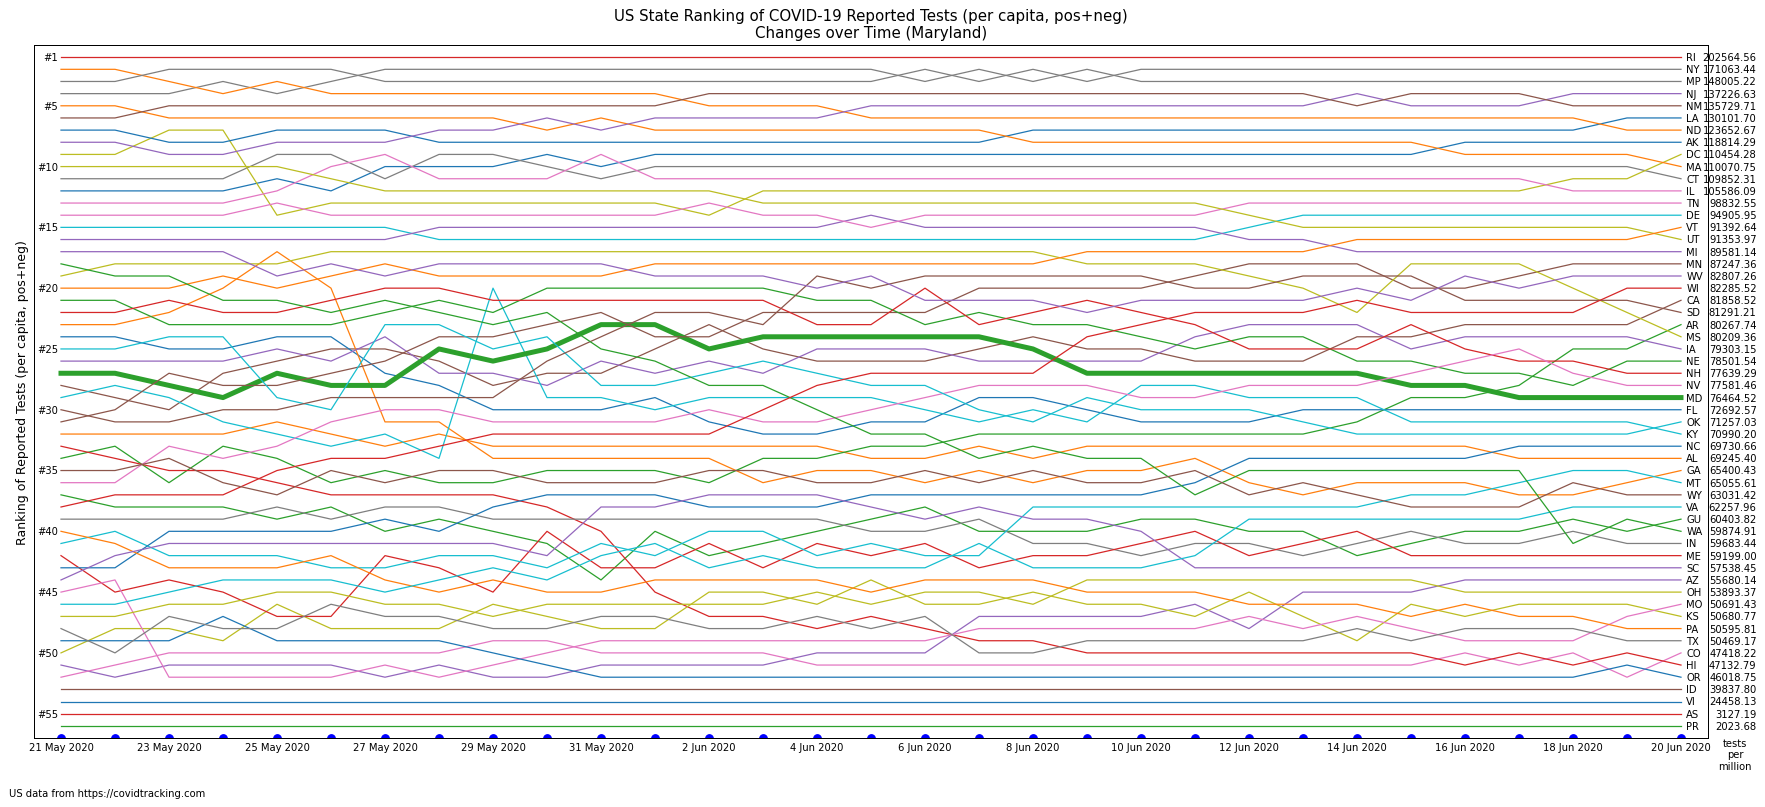 US State Ranking of COVID-19 Reported Tests (per capita, pos+neg)
Changes over Time (Maryland)
Ranking of Reported Tests (per capita, pos+neg)
#1
#5
#10
#15
#20
#25
#30
#35
#40
#45
#50
#55
RI 202564.56
NY 171063.44
MP 148005.22
NJ 137226.63
NM 135729.71
LA 130101.70
ND 123652.67
AK 118814.29
DC 110454.28
MA 110070.75
CT 109852.31
IL 105586.09
TN 98832.55
DE 94905.95
VT 91392.64
UT 91353.97
MI 89581.14
MN 87247.36
WV 82807.26
WI 82285.52
CA 81858.52
SD 81291.21
AR 80267.74
MS 80209.36
IA 79303.15
NE 78501.54
NH 77639.29
NV 77581.46
MD 76464.52
FL 72692.57
OK 71257.03
KY 70990.20
NC 69730.66
AL 69245.40
GA 65400.43
MT 65055.61
WY 63031.42
VA 62257.96
GU 60403.82
WA 59874.91
IN 59683.44
ME 59199.00
SC 57538.45
AZ 55680.14
OH 53893.37
MO 50691.43
KS 50680.77
PA 50595.81
TX 50469.17
CO 47418.22
HI 47132.79
OR 46018.75
ID 39837.80
VI 24458.13
AS 3127.19
PR 2023.68
21 May 2020 23 May 2020 25 May 2020 27 May 2020 29 May 2020 31 May 2020 2 Jun 2020 4 Jun 2020 6 Jun 2020 8 Jun 2020 10 Jun 2020 12 Jun 2020 14 Jun 2020 16 Jun 2020 18 Jun 2020 20 Jun 2020
tests
per
million
US data from https://covidtracking.com